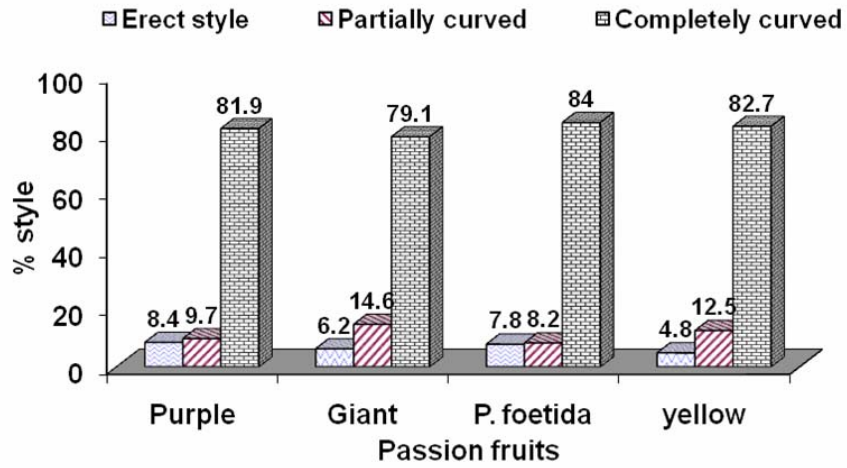 Erect style Partially curved Completely curved
100
80
60
40
20
0
% style
8.4 9.7 81.9
6.2 14.6 79.1
7.8 8.2 84
4.8 12.5 82.7
Purple Giant P. foetida yellow
Passion fruits